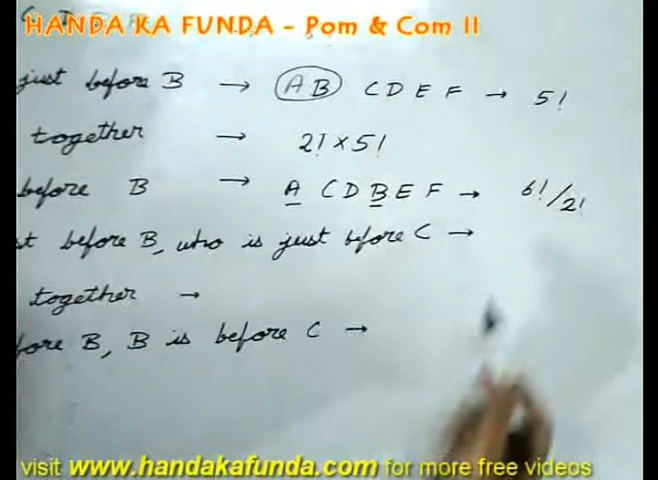 HANDA KA FUNDA - Pom & Com II
just before B → AB CDEF → 5!
together → 2! × 5!
before B → A C D B E F → 6!/2!
st before B, who is just before C →
together →
fore B, B is before C →
visit www.handakafunda.com for more free videos